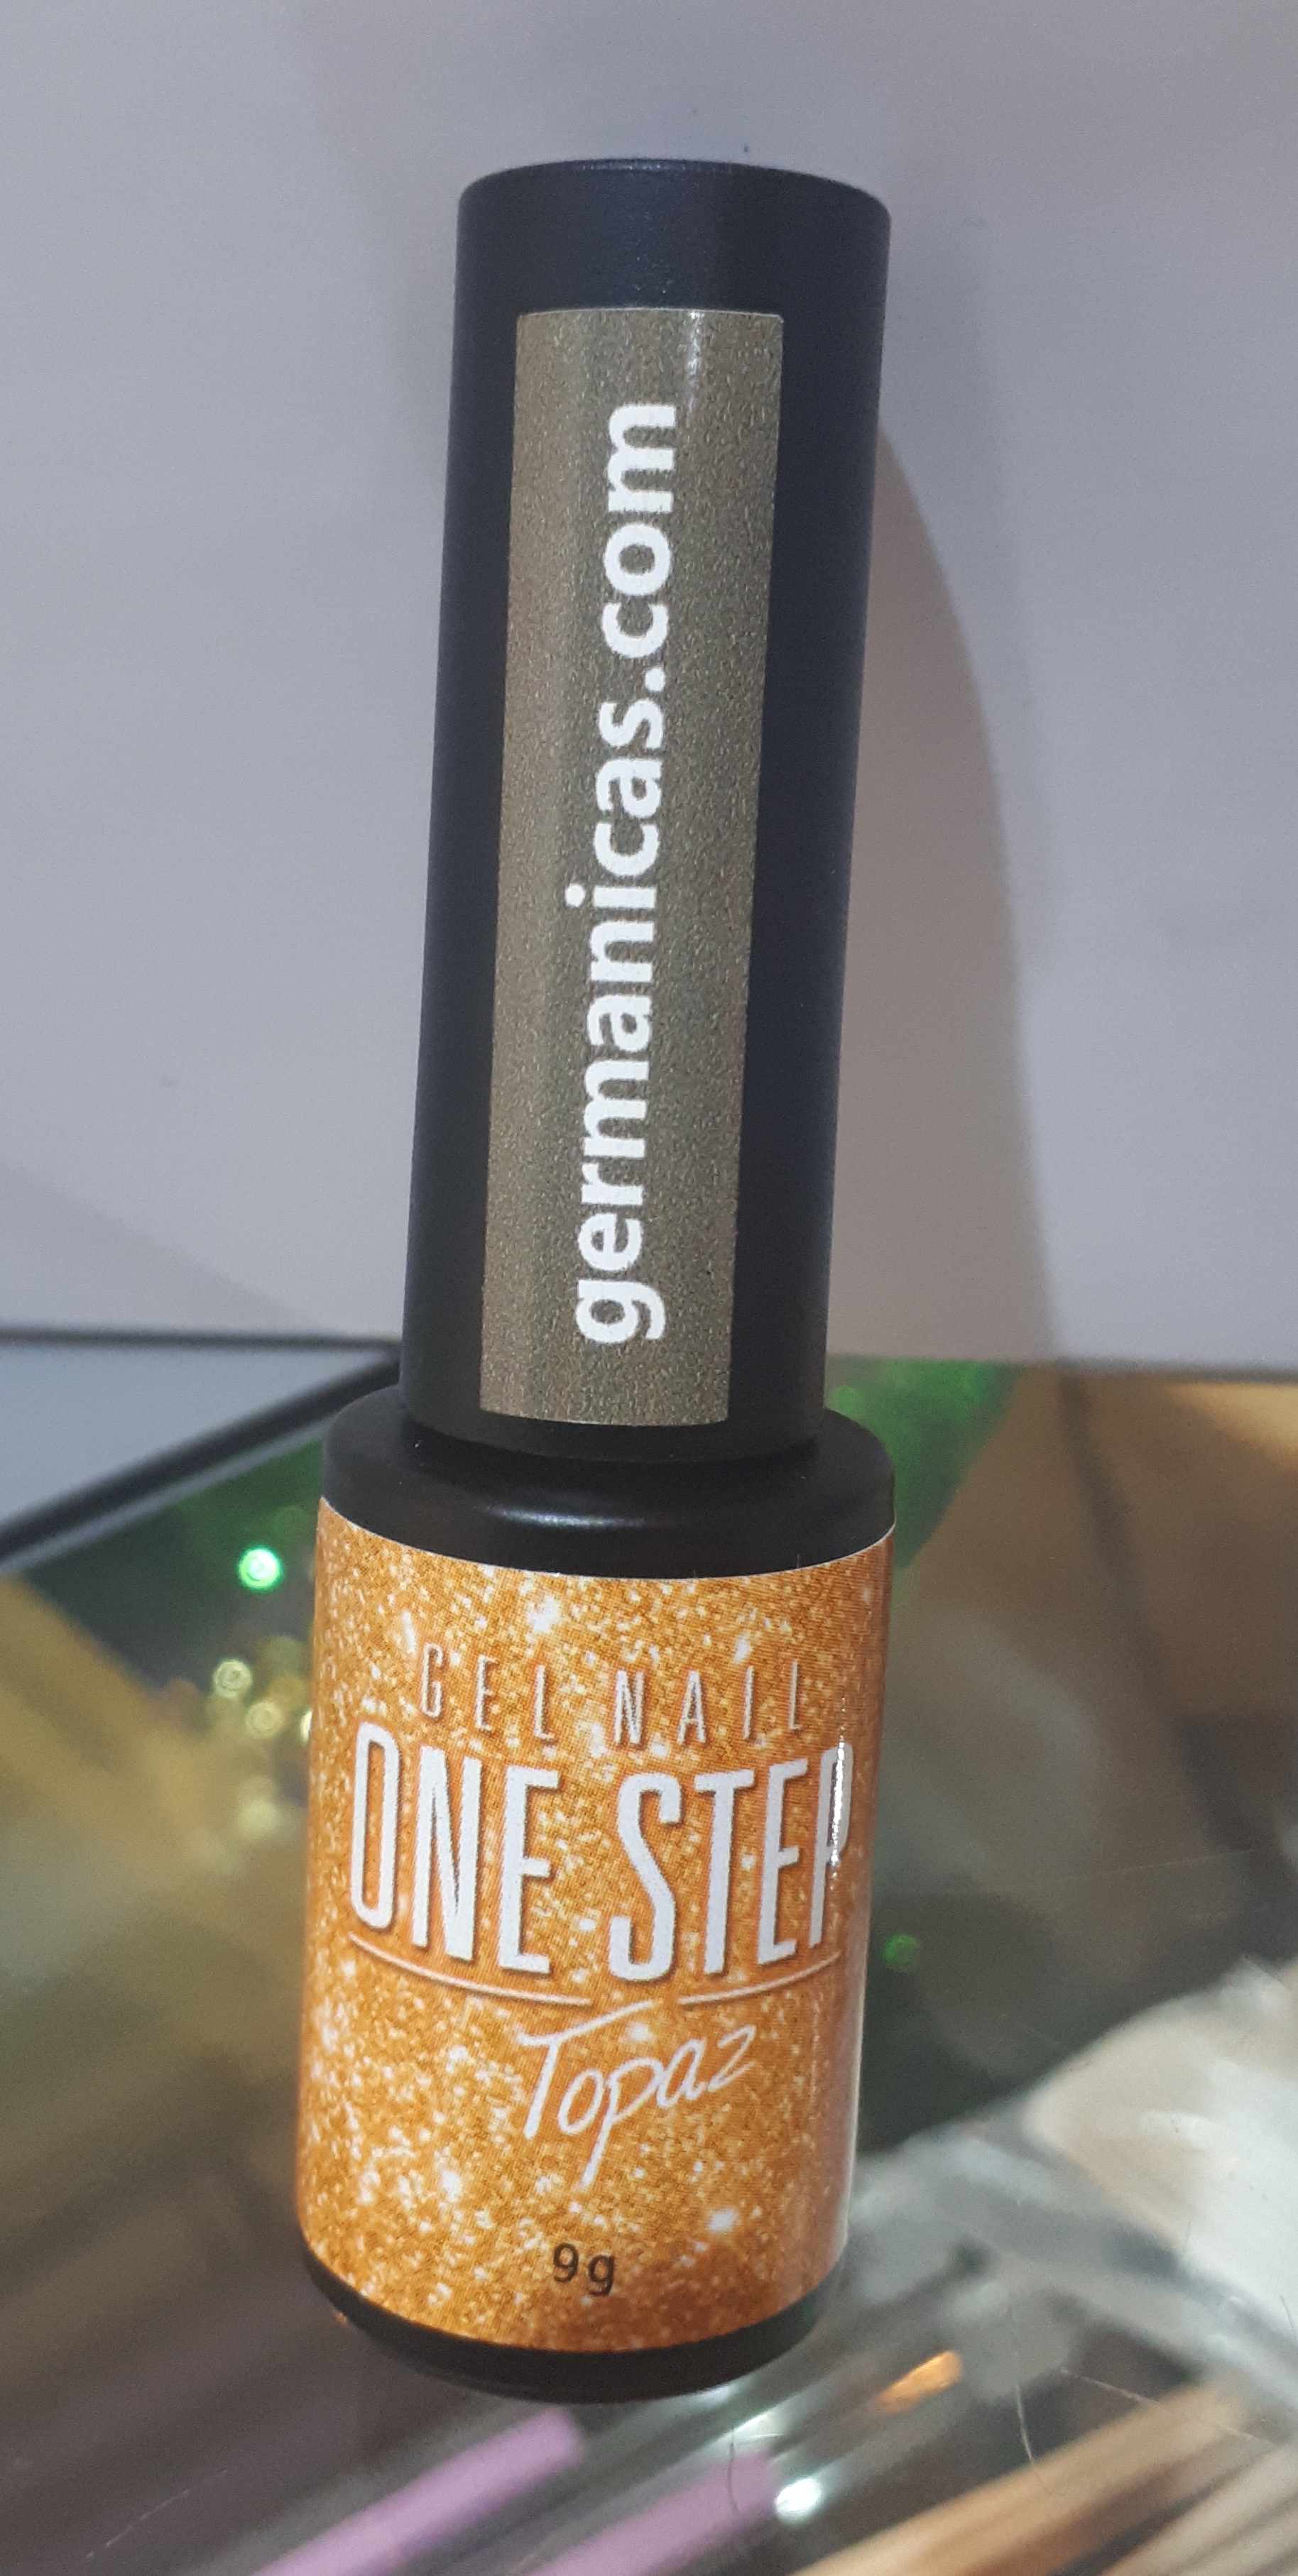 germanicas.com
GEL NAIL
ONE STEP
Topaz
9g